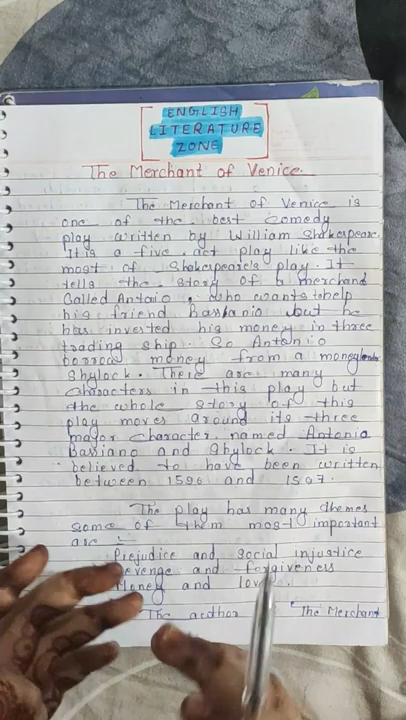 ENGLISH
LITERATURE
ZONE
The Merchant of Venice.
The Merchant of Venice is
one of the best Comedy
play written by William Shakespeare.
It is a five act play like the
most of Shakespeare's play. It
tells the story of a merchand
Called Antonio, who wants to help
his friend Bassanio but he
has inverted his money in three
trading ship. So Antonio
borrow money from a moneylender
Shylock. There are many
characters in this play but
the whole story of this
play moves around its three
major character named Antonio
Bassiano and Shylock. It is
believed to have been written
between 1596 and 1597.
The play has many themes
some of them most important
are :-
Prejudice and social injustice
Revenge and forgiveness
Money and love.
The author "The Merchant